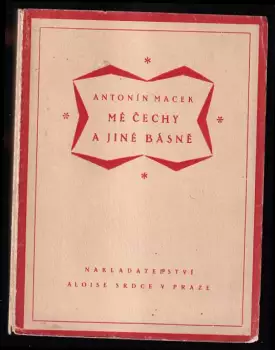 ANTONÍN MACEK
MÉ ČECHY
A JINÉ BÁSNĚ
NAKLADATELSTVÍ
ALOISE SRDCE V PRAZE